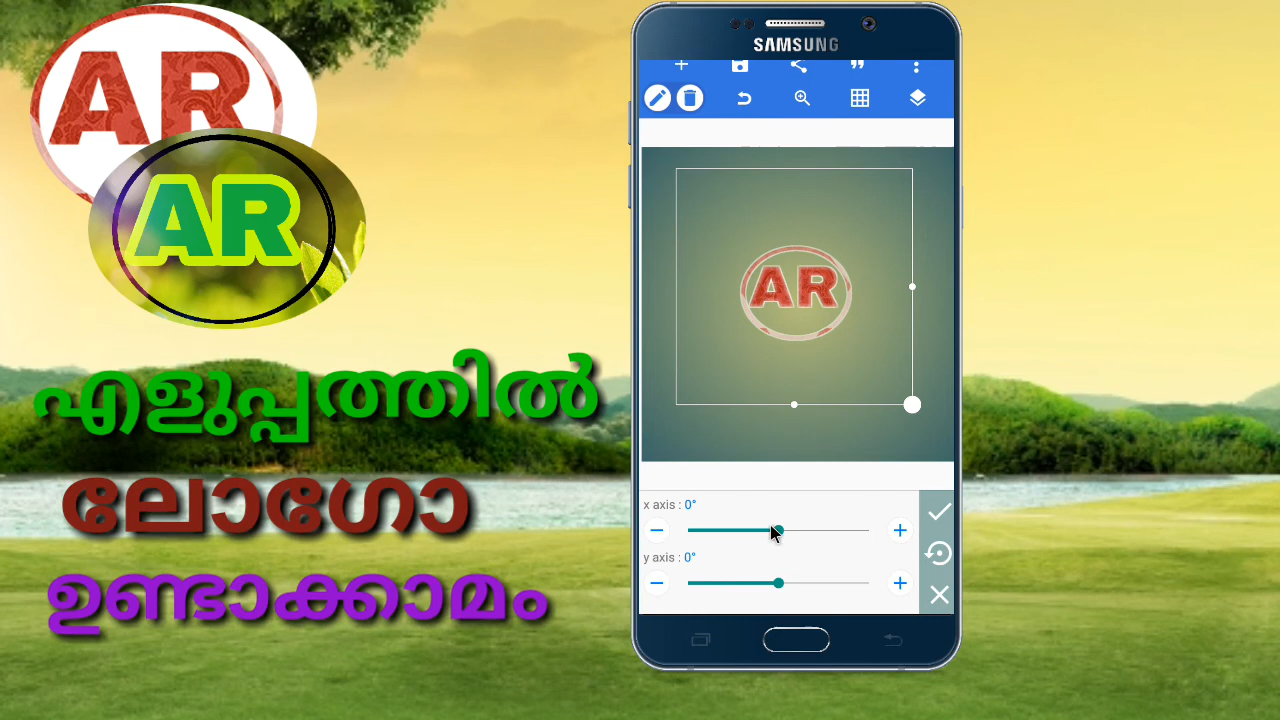 AR
AR
എളുപ്പത്തിൽ
ലോഗോ
ഉണ്ടാക്കാമം
SAMSUNG
AR
x axis : 0°
y axis : 0°